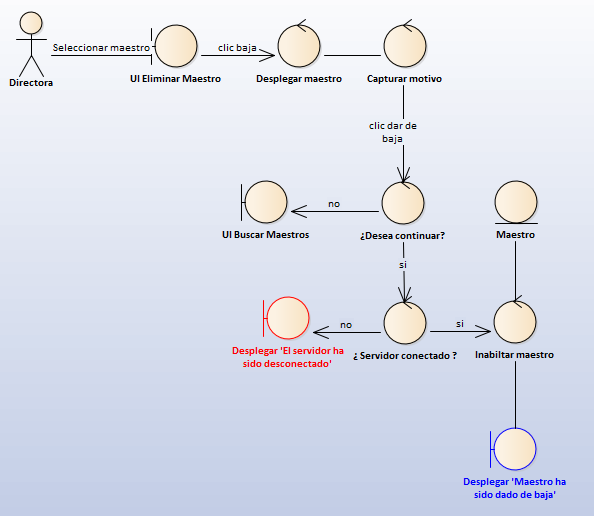 Seleccionar maestro
clic baja
Directora
UI Eliminar Maestro
Desplegar maestro
Capturar motivo
clic dar de
baja
no
UI Buscar Maestros
¿Desea continuar?
Maestro
si
no
si
Desplegar 'El servidor ha
sido desconectado'
¿ Servidor conectado ?
Inabiltar maestro
Desplegar 'Maestro ha
sido dado de baja'